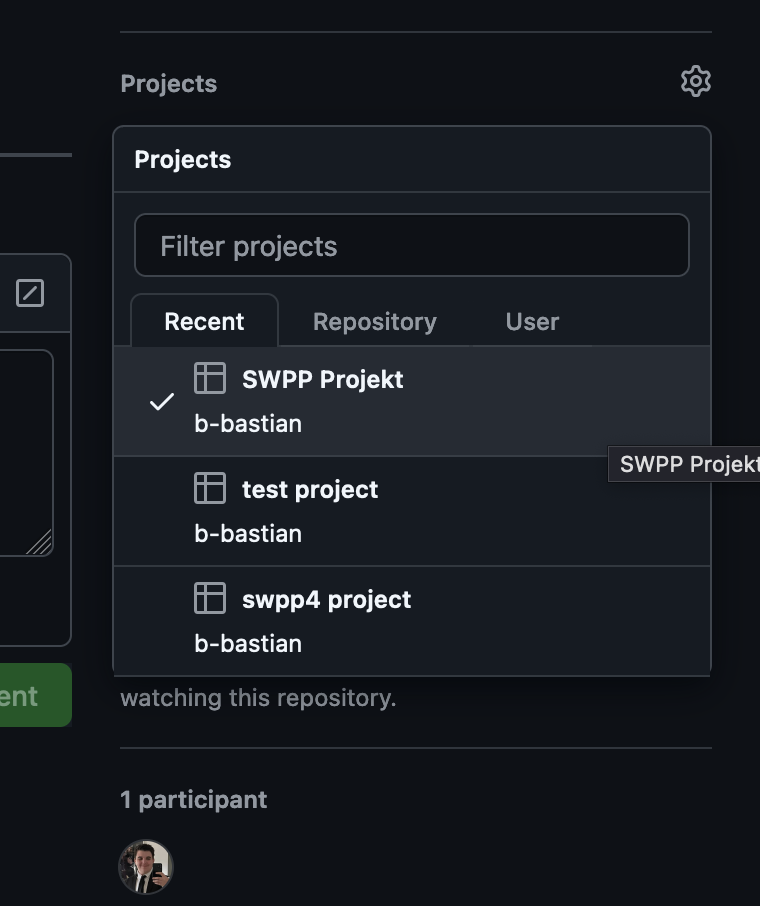 Projects
Projects
Filter projects
Recent Repository User
SWPP Projekt
b-bastian
SWPP Projekt
test project
b-bastian
swpp4 project
b-bastian
ent
watching this repository.
1 participant